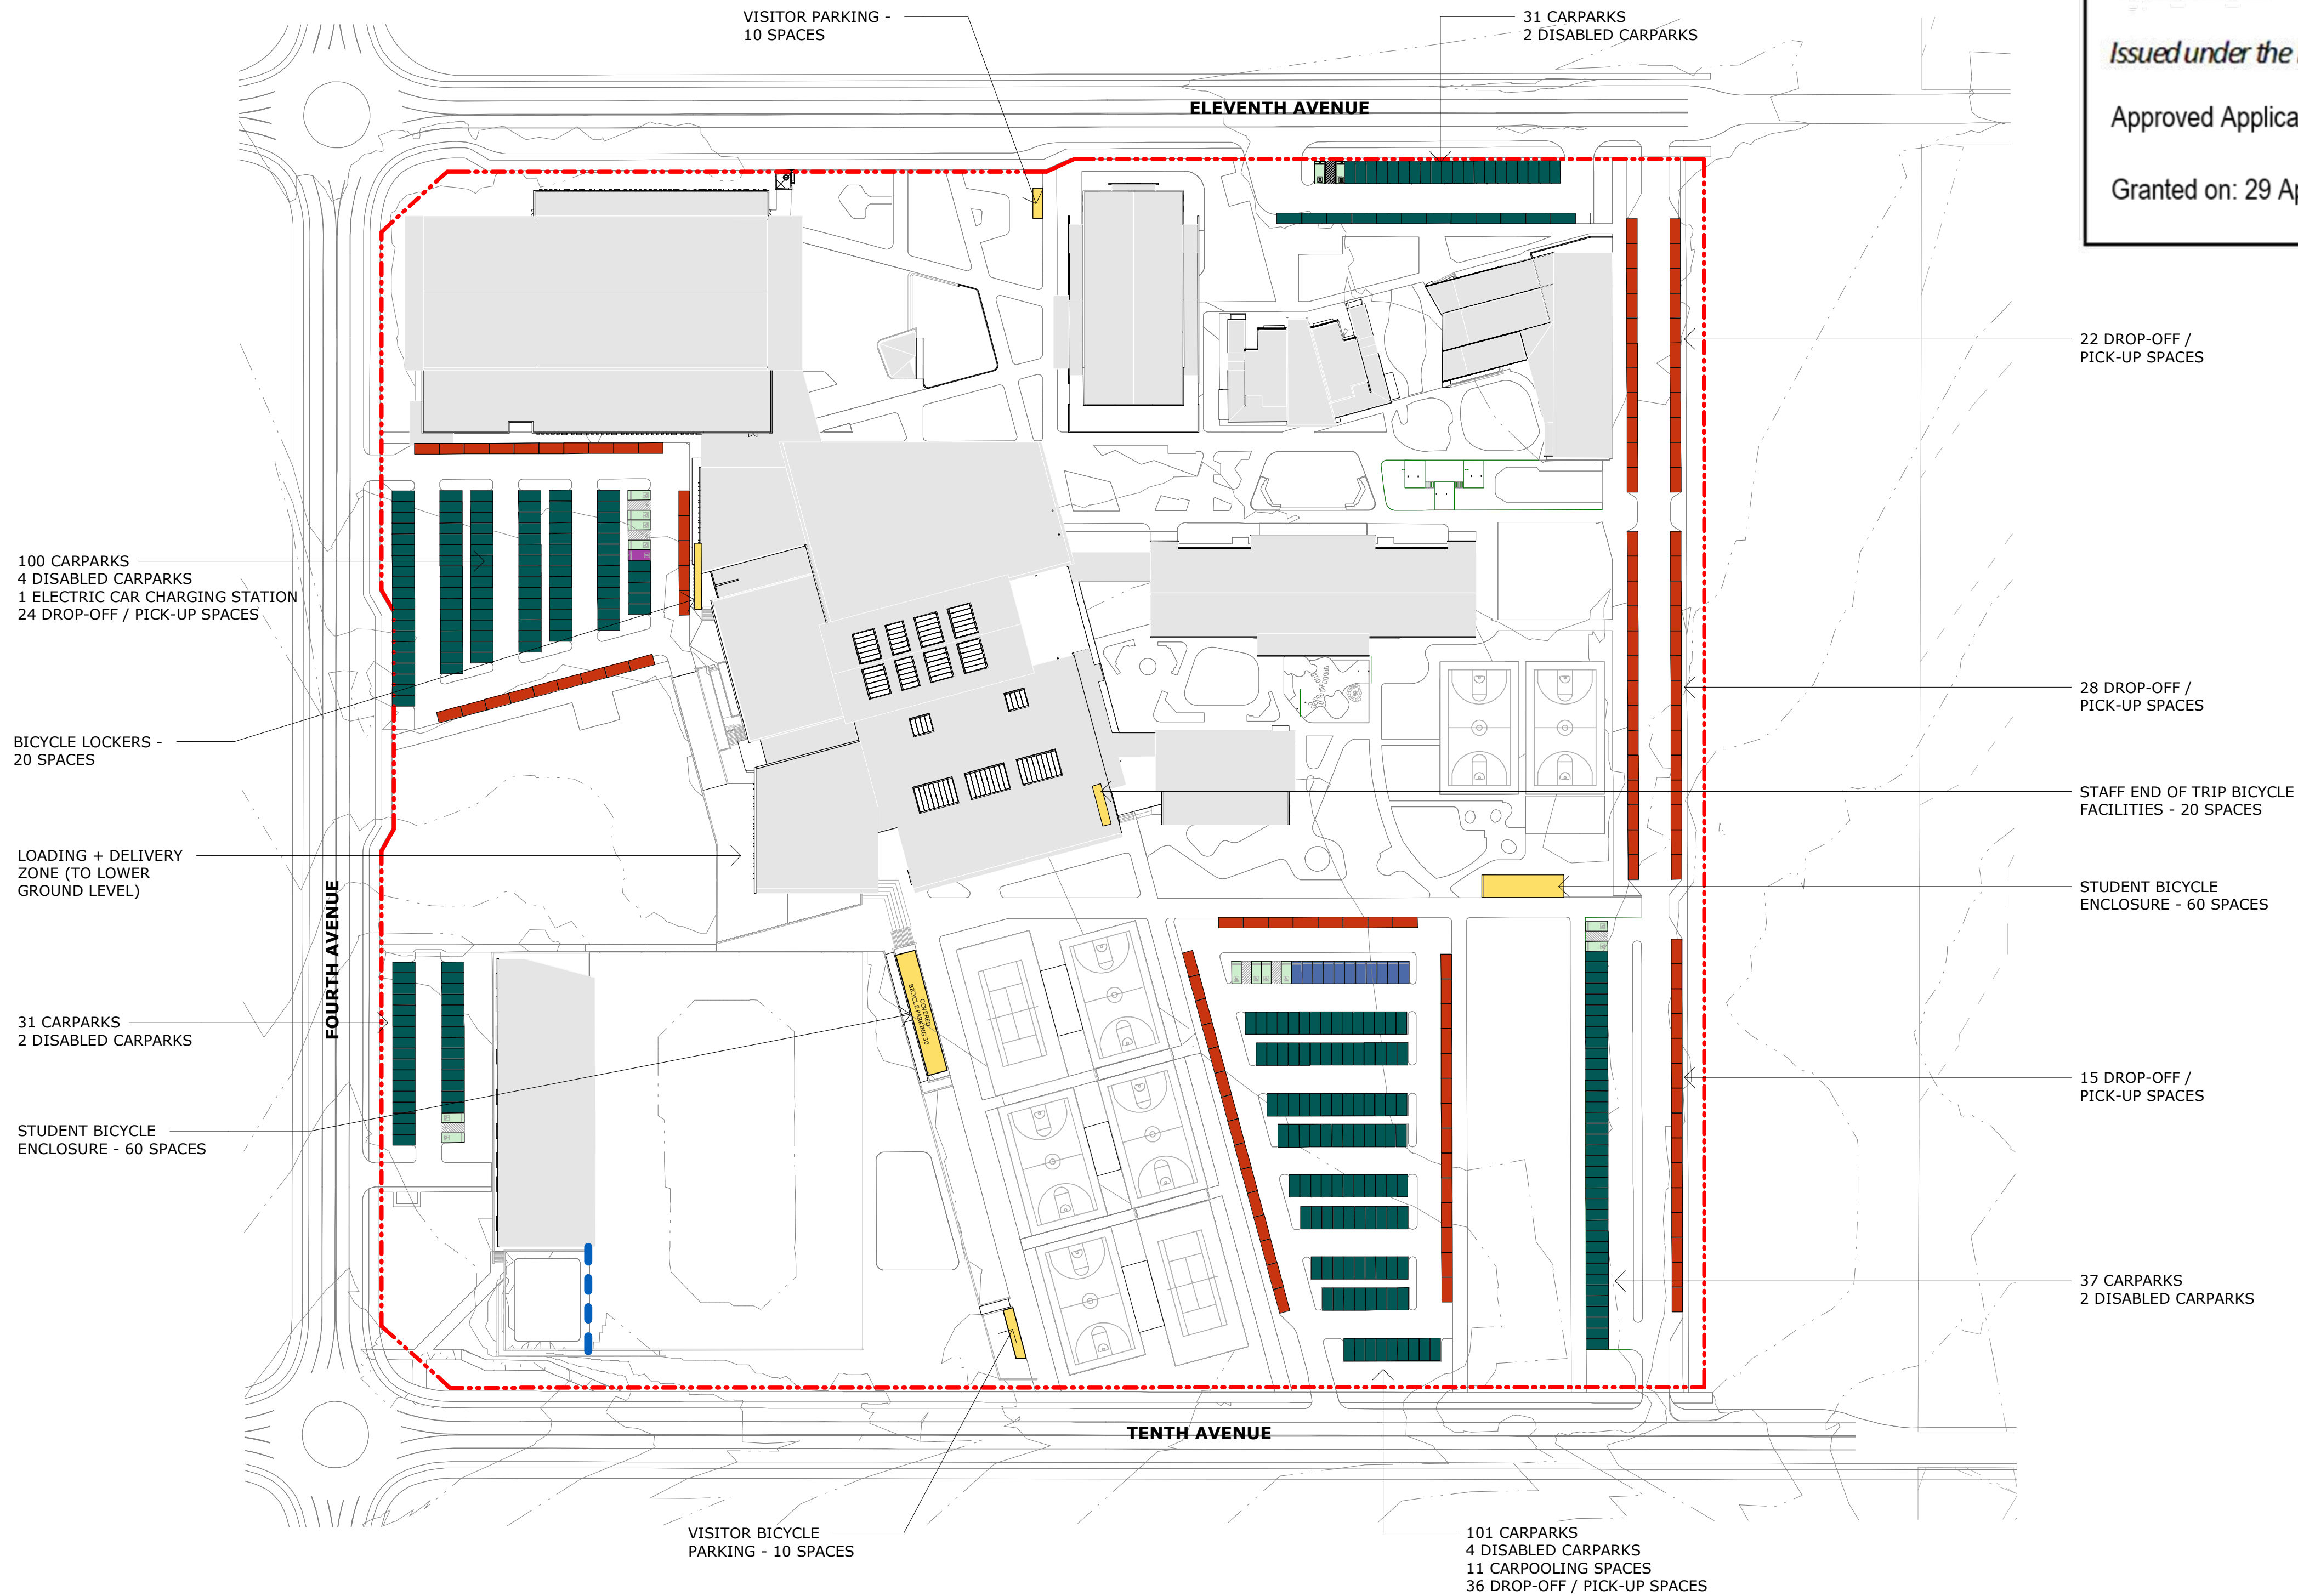 VISITOR PARKING -
10 SPACES
31 CARPARKS
2 DISABLED CARPARKS
Issued under the
Approved Applica
Granted on: 29 Ap
ELEVENTH AVENUE
22 DROP-OFF /
PICK-UP SPACES
100 CARPARKS
4 DISABLED CARPARKS
1 ELECTRIC CAR CHARGING STATION
24 DROP-OFF / PICK-UP SPACES
28 DROP-OFF /
PICK-UP SPACES
BICYCLE LOCKERS -
20 SPACES
STAFF END OF TRIP BICYCLE
FACILITIES - 20 SPACES
LOADING + DELIVERY
ZONE (TO LOWER
GROUND LEVEL)
STUDENT BICYCLE
ENCLOSURE - 60 SPACES
FOURTH AVENUE
COVERED
BICYCLE PARKING 30
31 CARPARKS
2 DISABLED CARPARKS
15 DROP-OFF /
PICK-UP SPACES
STUDENT BICYCLE
ENCLOSURE - 60 SPACES
37 CARPARKS
2 DISABLED CARPARKS
TENTH AVENUE
VISITOR BICYCLE
PARKING - 10 SPACES
101 CARPARKS
4 DISABLED CARPARKS
11 CARPOOLING SPACES
36 DROP-OFF / PICK-UP SPACES